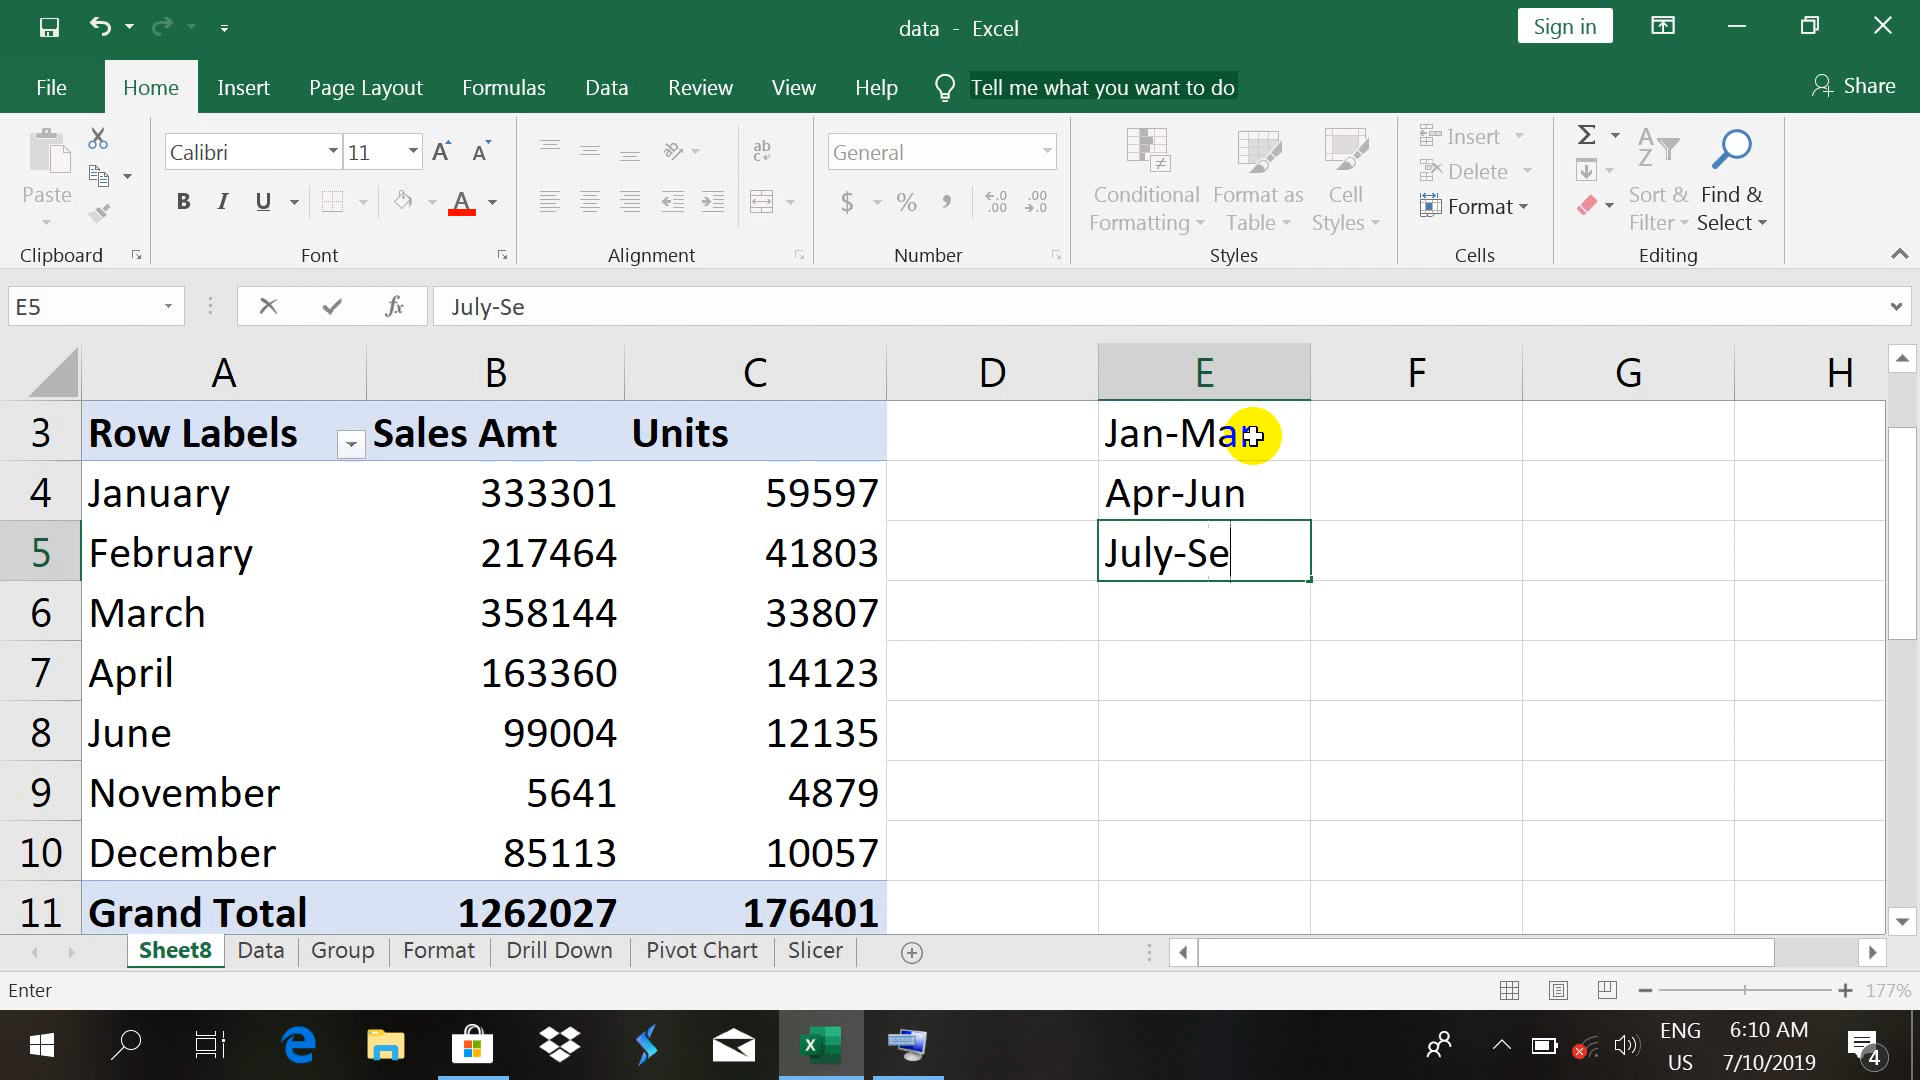 data - Excel
Sign in
File Home Insert Page Layout Formulas Data Review View Help Tell me what you want to do Share
Paste
Calibri 11
General
Conditional Formatting
Format as Table
Cell Styles
Insert
Delete
Format
Sort & Filter
Find & Select
Clipboard Font Alignment Number Styles Cells Editing
E5 fx July-Se
A B C D E F G H
3 Row Labels Sales Amt Units Jan-Mar
4 January 333301 59597 Apr-Jun
5 February 217464 41803 July-Se
6 March 358144 33807
7 April 163360 14123
8 June 99004 12135
9 November 5641 4879
10 December 85113 10057
11 Grand Total 1262027 176401
Sheet8 Data Group Format Drill Down Pivot Chart Slicer
Enter 177%
ENG 6:10 AM
US 7/10/2019 4